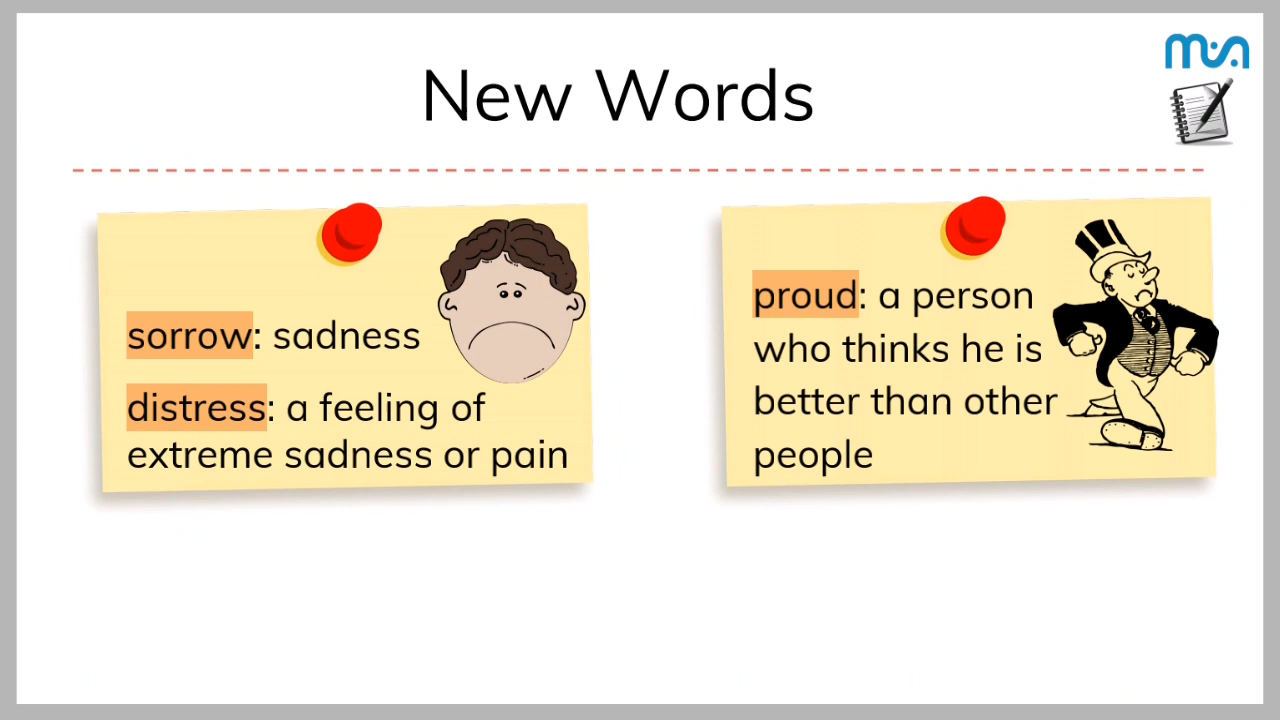 New Words
mua
sorrow: sadness
distress: a feeling of
extreme sadness or pain
proud: a person
who thinks he is
better than other
people